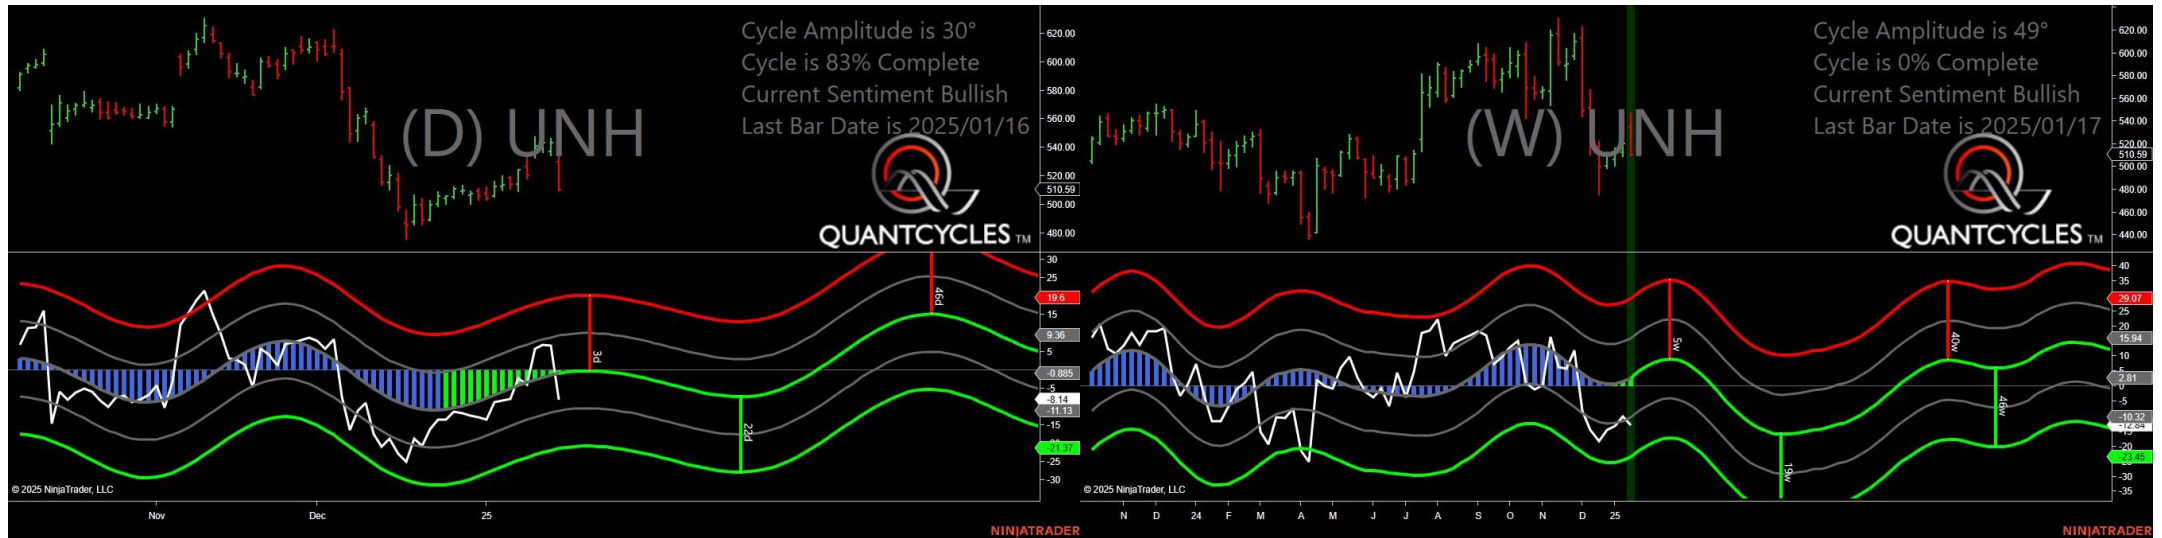 Cycle Amplitude is 30°
Cycle is 83% Complete
Current Sentiment Bullish
Last Bar Date is 2025/01/16
(D) UNH
QUANTCYCLES TM
620.00
600.00
580.00
560.00
540.00
520.00
510.59
500.00
480.00
30
25
19.6
15
9.36
5
-0.885
-5
-8.14
-11.13
-15
-21.37
-25
-30
3d
22d
46d
© 2025 NinjaTrader, LLC
Nov
Dec
25
NINJATRADER
Cycle Amplitude is 49°
Cycle is 0% Complete
Current Sentiment Bullish
Last Bar Date is 2025/01/17
(W) UNH
QUANTCYCLES TM
620.00
600.00
580.00
560.00
540.00
520.00
510.59
500.00
480.00
460.00
440.00
40
35
29.07
25
20
15.94
10
5
2.81
-5
-10.32
-12.84
-20
-23.45
-30
-35
5w
19w
40w
46w
© 2025 NinjaTrader, LLC
N D 24 F M A M J J A S O N D 25
NINJATRADER